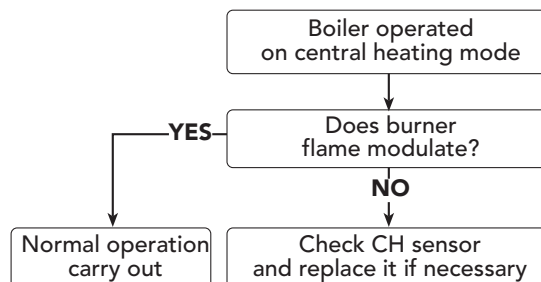 Boiler operated
on central heating mode
YES
Does burner
flame modulate?
NO
Normal operation
carry out
Check CH sensor
and replace it if necessary